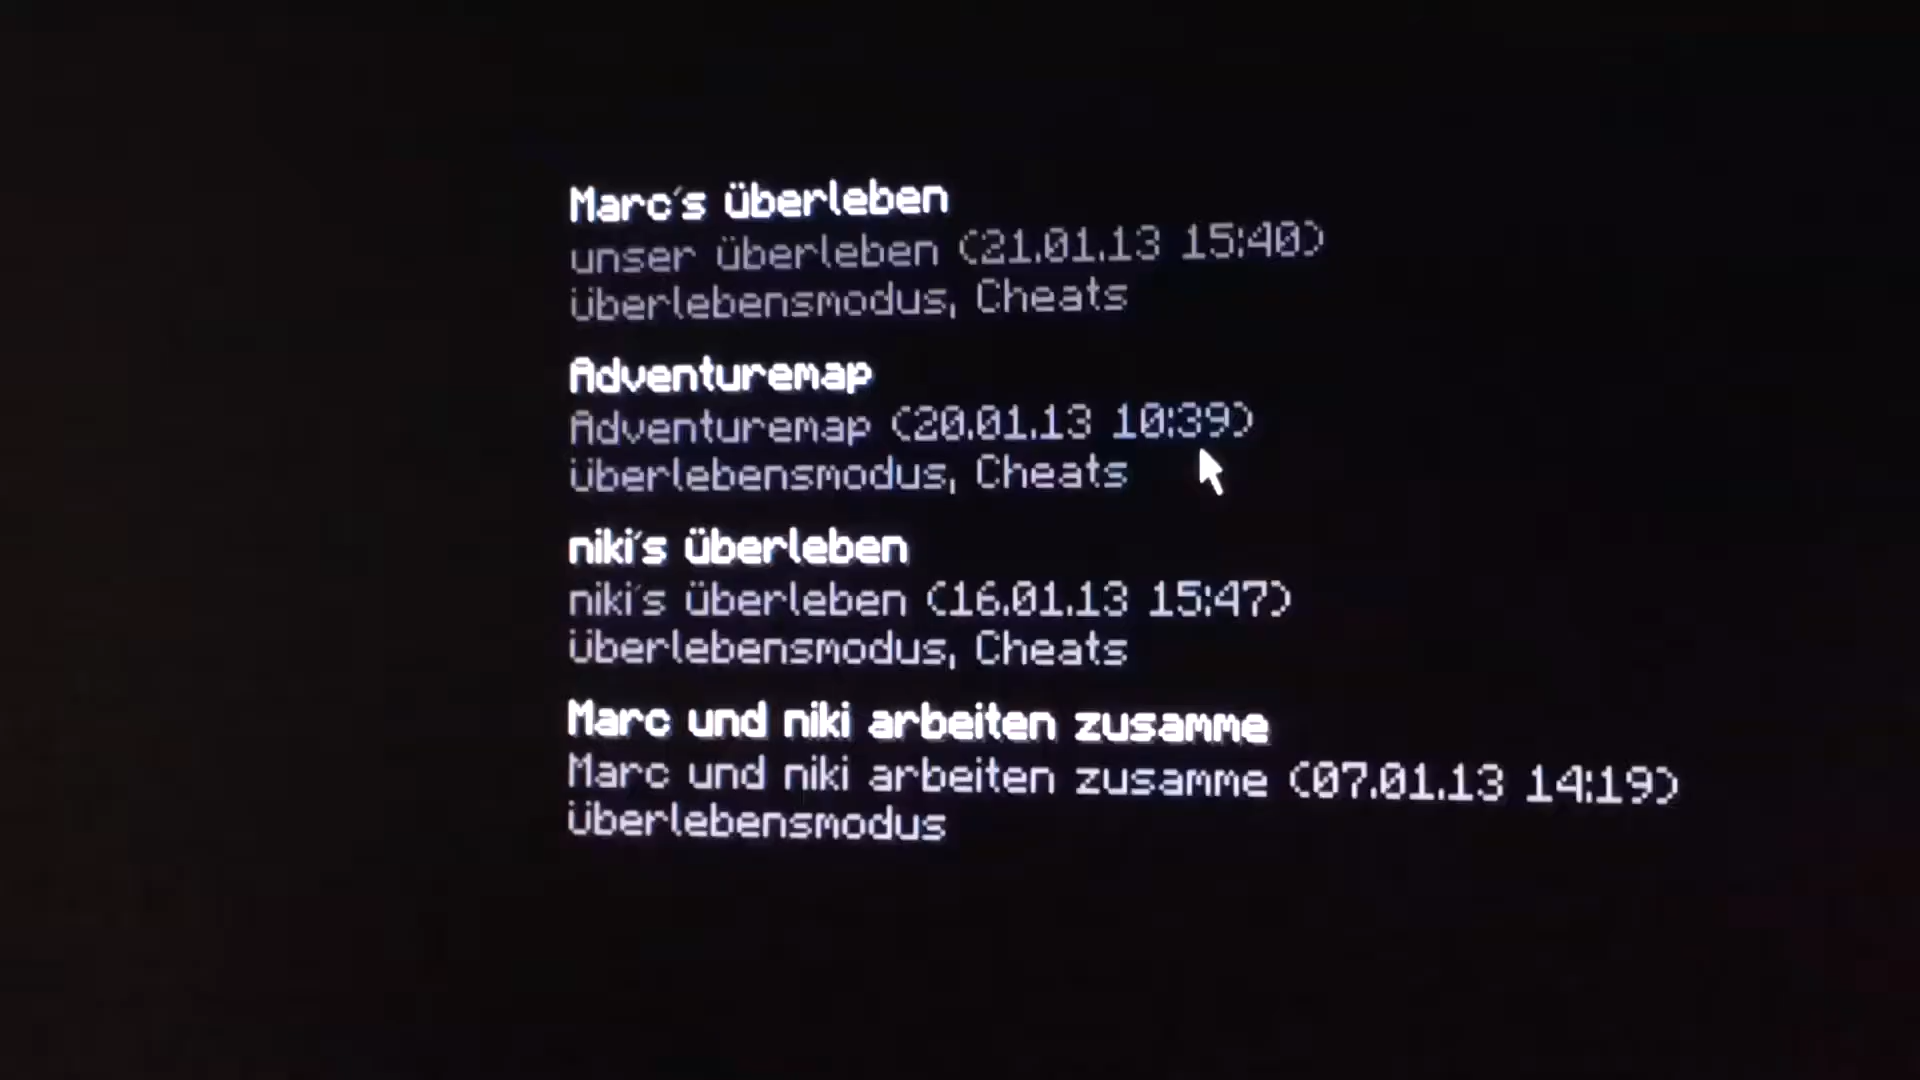 Marc's überleben
unser überleben (21.01.13 15:40)
Überlebensmodus, Cheats
Adventuremap
Adventuremap (20.01.13 10:39)
Überlebensmodus, Cheats
niki's überleben
niki's überleben (16.01.13 15:47)
Überlebensmodus, Cheats
Marc und niki arbeiten zusamme
Marc und niki arbeiten zusamme (07.01.13 14:19)
Überlebensmodus